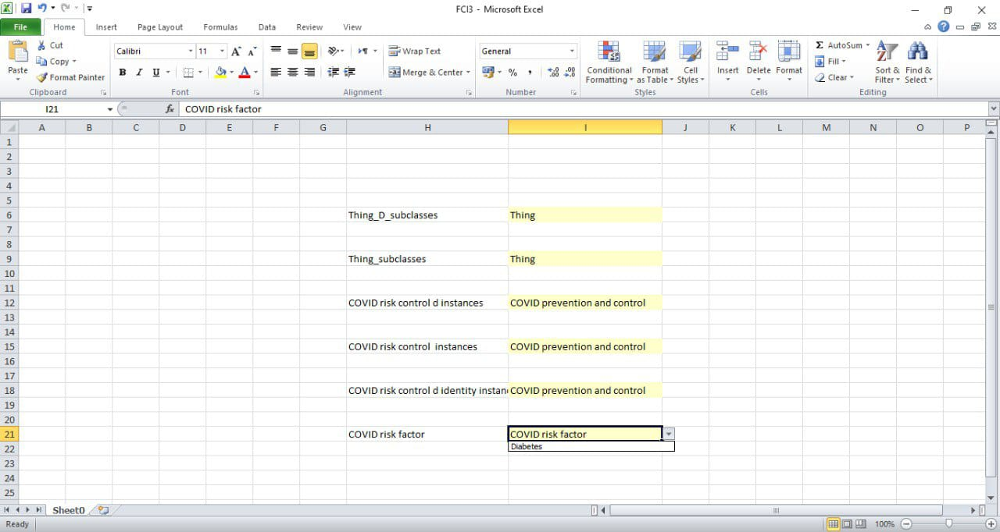 FCI3 - Microsoft Excel
File Home Insert Page Layout Formulas Data Review View
Paste
Cut
Copy
Format Painter
Clipboard
Calibri 11
B I U
Font
Wrap Text
Merge & Center
Alignment
General
% ,
Number
Conditional Formatting
Format as Table
Cell Styles
Styles
Insert Delete Format
Cells
Σ AutoSum
Fill
Clear
Sort & Filter
Find & Select
Editing
I21 fx COVID risk factor
A B C D E F G H I J K L M N O P
1
2
3
4
5
6 Thing_D_subclasses Thing
7
8
9 Thing_subclasses Thing
10
11
12 COVID risk control d instances COVID prevention and control
13
14
15 COVID risk control  instances COVID prevention and control
16
17
18 COVID risk control d identity instan COVID prevention and control
19
20
21 COVID risk factor COVID risk factor
Diabetes
22
23
24
25
Sheet0
Ready 100%